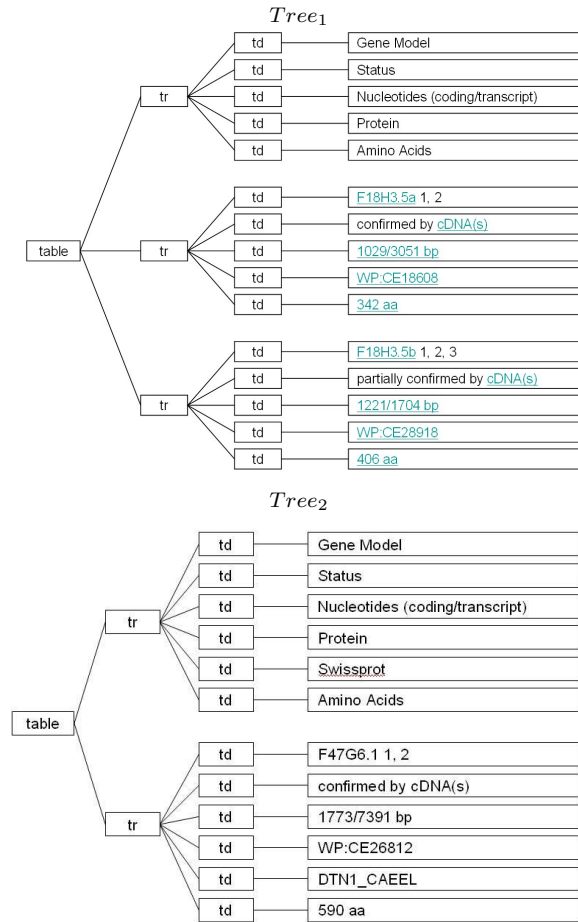 Tree1
td Gene Model
td Status
tr td Nucleotides (coding/transcript)
td Protein
td Amino Acids
td F18H3.5a 1, 2
td confirmed by cDNA(s)
table tr td 1029/3051 bp
td WP:CE18608
td 342 aa
td F18H3.5b 1, 2, 3
td partially confirmed by cDNA(s)
tr td 1221/1704 bp
td WP:CE28918
td 406 aa
Tree2
td Gene Model
td Status
td Nucleotides (coding/transcript)
tr
td Protein
td Swissprot
td Amino Acids
table
td F47G6.1 1, 2
td confirmed by cDNA(s)
td 1773/7391 bp
tr
td WP:CE26812
td DTN1_CAEEL
td 590 aa